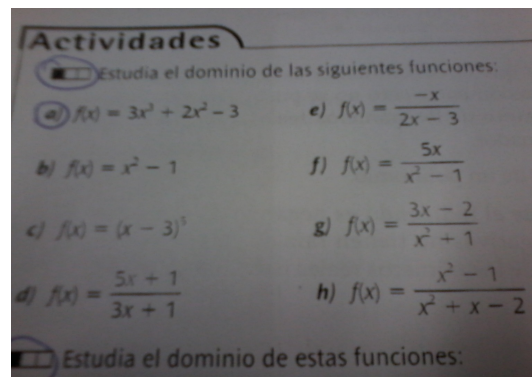 Actividades
Estudia el dominio de las siguientes funciones:
a) f(x) = 3x³ + 2x² − 3
b) f(x) = x² − 1
c) f(x) = (x − 3)³
d) f(x) = (5x + 1)/(3x + 1)
e) f(x) = −x/(2x − 3)
f) f(x) = 5x/(x² − 1)
g) f(x) = (3x − 2)/(x² + 1)
h) f(x) = (x² − 1)/(x² + x − 2)
Estudia el dominio de estas funciones: